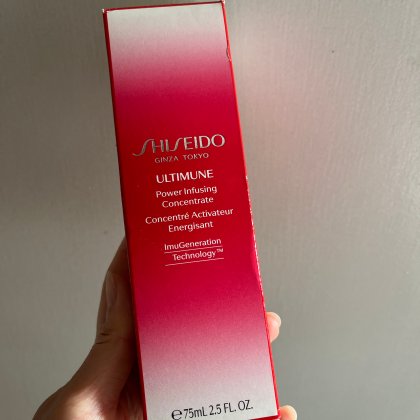 SHISEIDO
GINZA TOKYO
ULTIMUNE
Power Infusing
Concentrate
Concentré Activateur
Energisant
ImuGeneration
Technology™
℮75mL 2.5 FL. OZ.